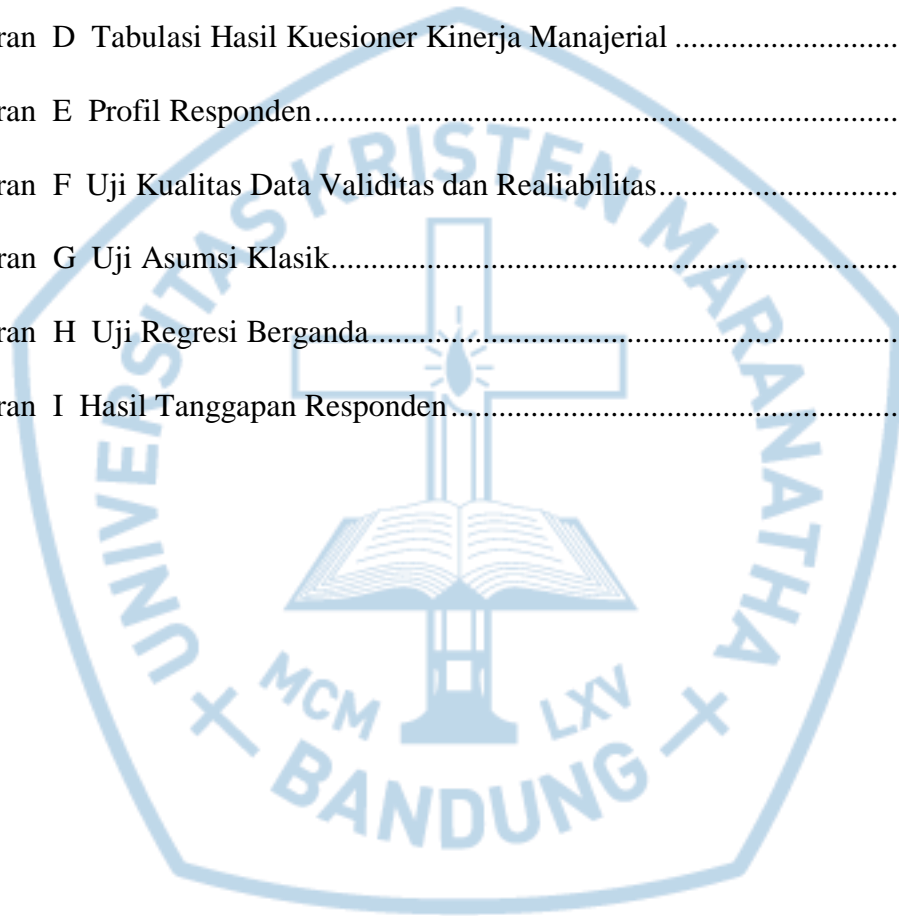 ran D Tabulasi Hasil Kuesioner Kinerja Manajerial ............................
ran E Profil Responden.........................................................................
ran F Uji Kualitas Data Validitas dan Realiabilitas..............................
ran G Uji Asumsi Klasik.......................................................................
ran H Uji Regresi Berganda..................................................................
ran I Hasil Tanggapan Responden ........................................................
UNIVERSITAS KRISTEN MARANATHA
MCM LXV
BANDUNG